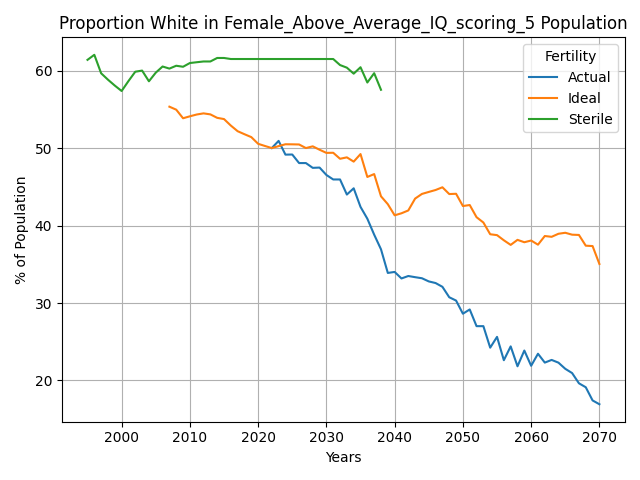 Proportion White in Female_Above_Average_IQ_scoring_5 Population
Fertility
Actual
Ideal
Sterile
% of Population
60
50
40
30
20
2000
2010
2020
2030
2040
2050
2060
2070
Years